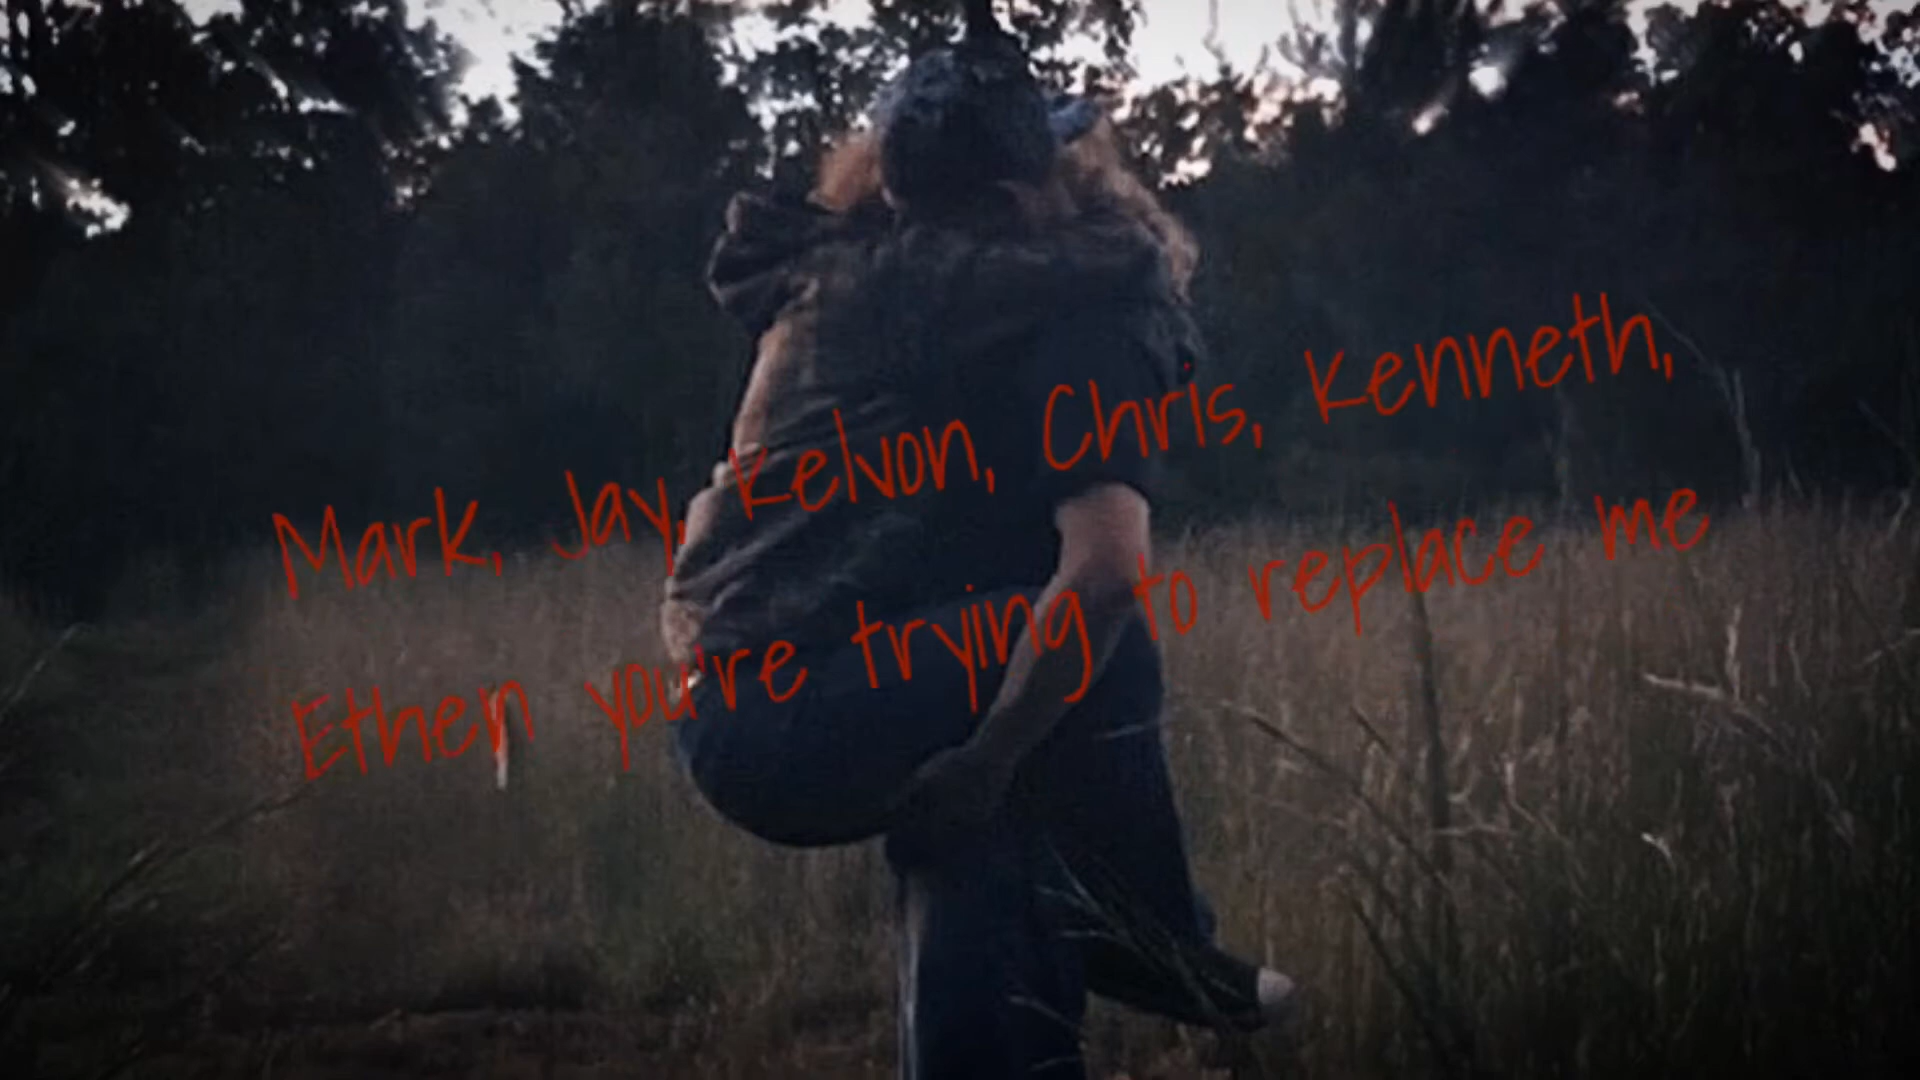 Mark, Jay, Kelvon, Chris, Kenneth,
Ethen you're trying to replace me